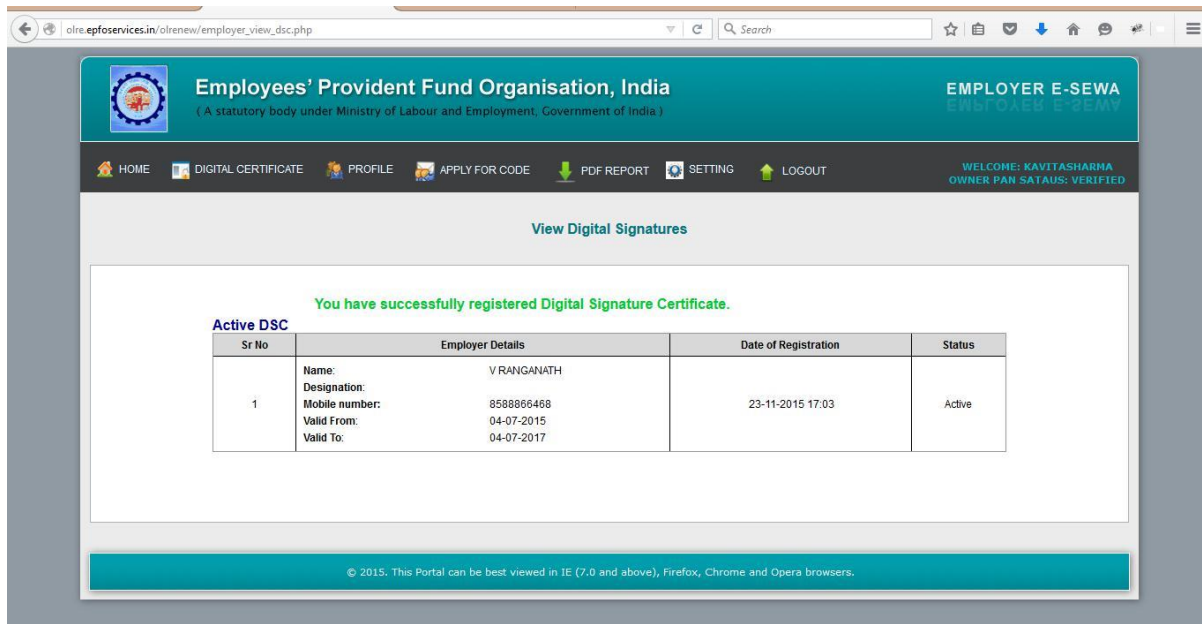 olre.epfoservices.in/olrenew/employer_view_dsc.php
Search
Employees' Provident Fund Organisation, India
( A statutory body under Ministry of Labour and Employment, Government of India )
EMPLOYER E-SEWA
HOME DIGITAL CERTIFICATE PROFILE APPLY FOR CODE PDF REPORT SETTING LOGOUT
WELCOME: KAVITASHARMA
OWNER PAN SATAUS: VERIFIED
View Digital Signatures
You have successfully registered Digital Signature Certificate.
Active DSC
Sr No Employer Details Date of Registration Status
Name: V RANGANATH
Designation:
1 Mobile number: 8588866468 23-11-2015 17:03 Active
Valid From: 04-07-2015
Valid To: 04-07-2017
© 2015. This Portal can be best viewed in IE (7.0 and above), Firefox, Chrome and Opera browsers.